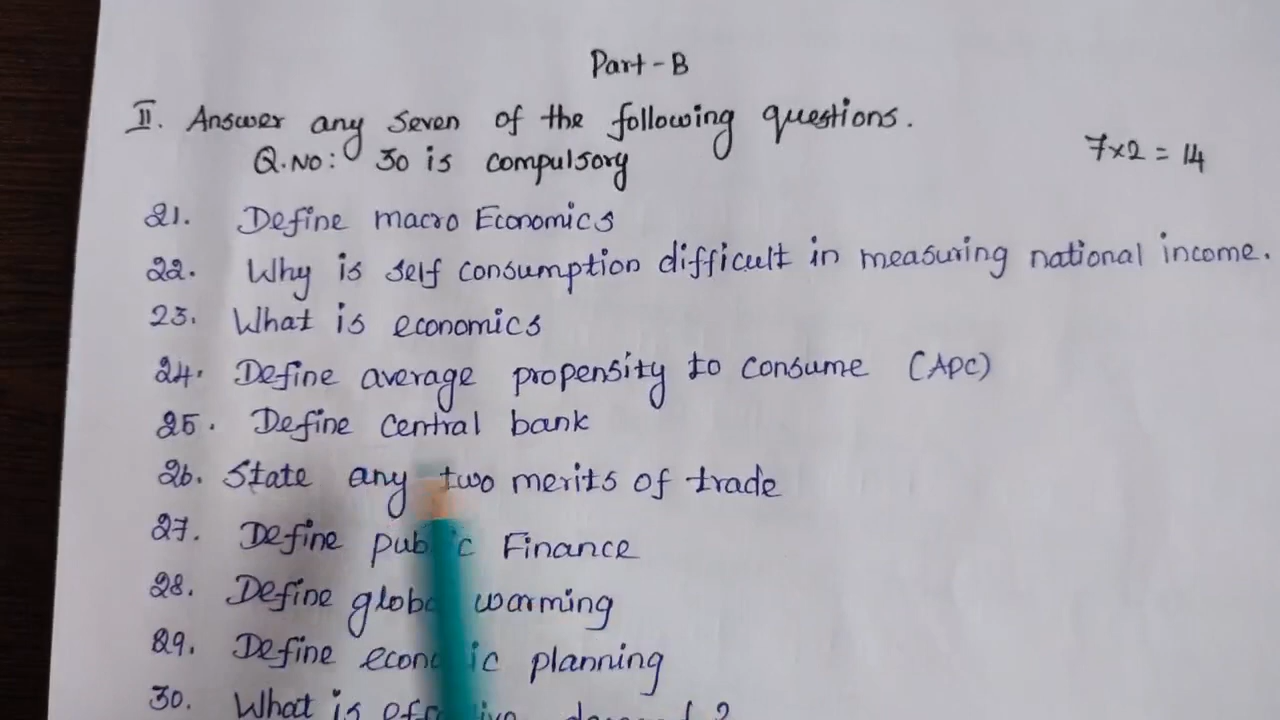 Part-B
II. Answer any seven of the following questions.
Q.NO: 30 is compulsory
7x2 = 14
21. Define macro Economics
22. Why is self consumption difficult in measuring national income.
23. What is economics
24. Define average propensity to consume (APC)
25. Define central bank
26. State any two merits of trade
27. Define Finance
28. Define warming
29. Define planning
30. What is